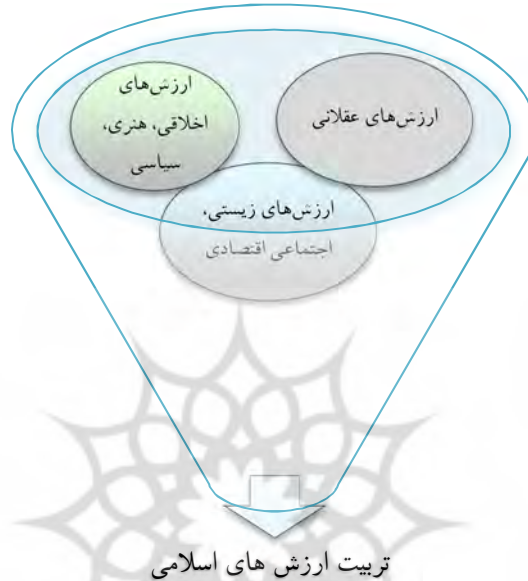 ارزش‌های عقلانی
ارزش‌های
اخلاقی، هنری،
سیاسی
ارزش‌های زیستی،
اجتماعی اقتصادی
تربیت ارزش های اسلامی